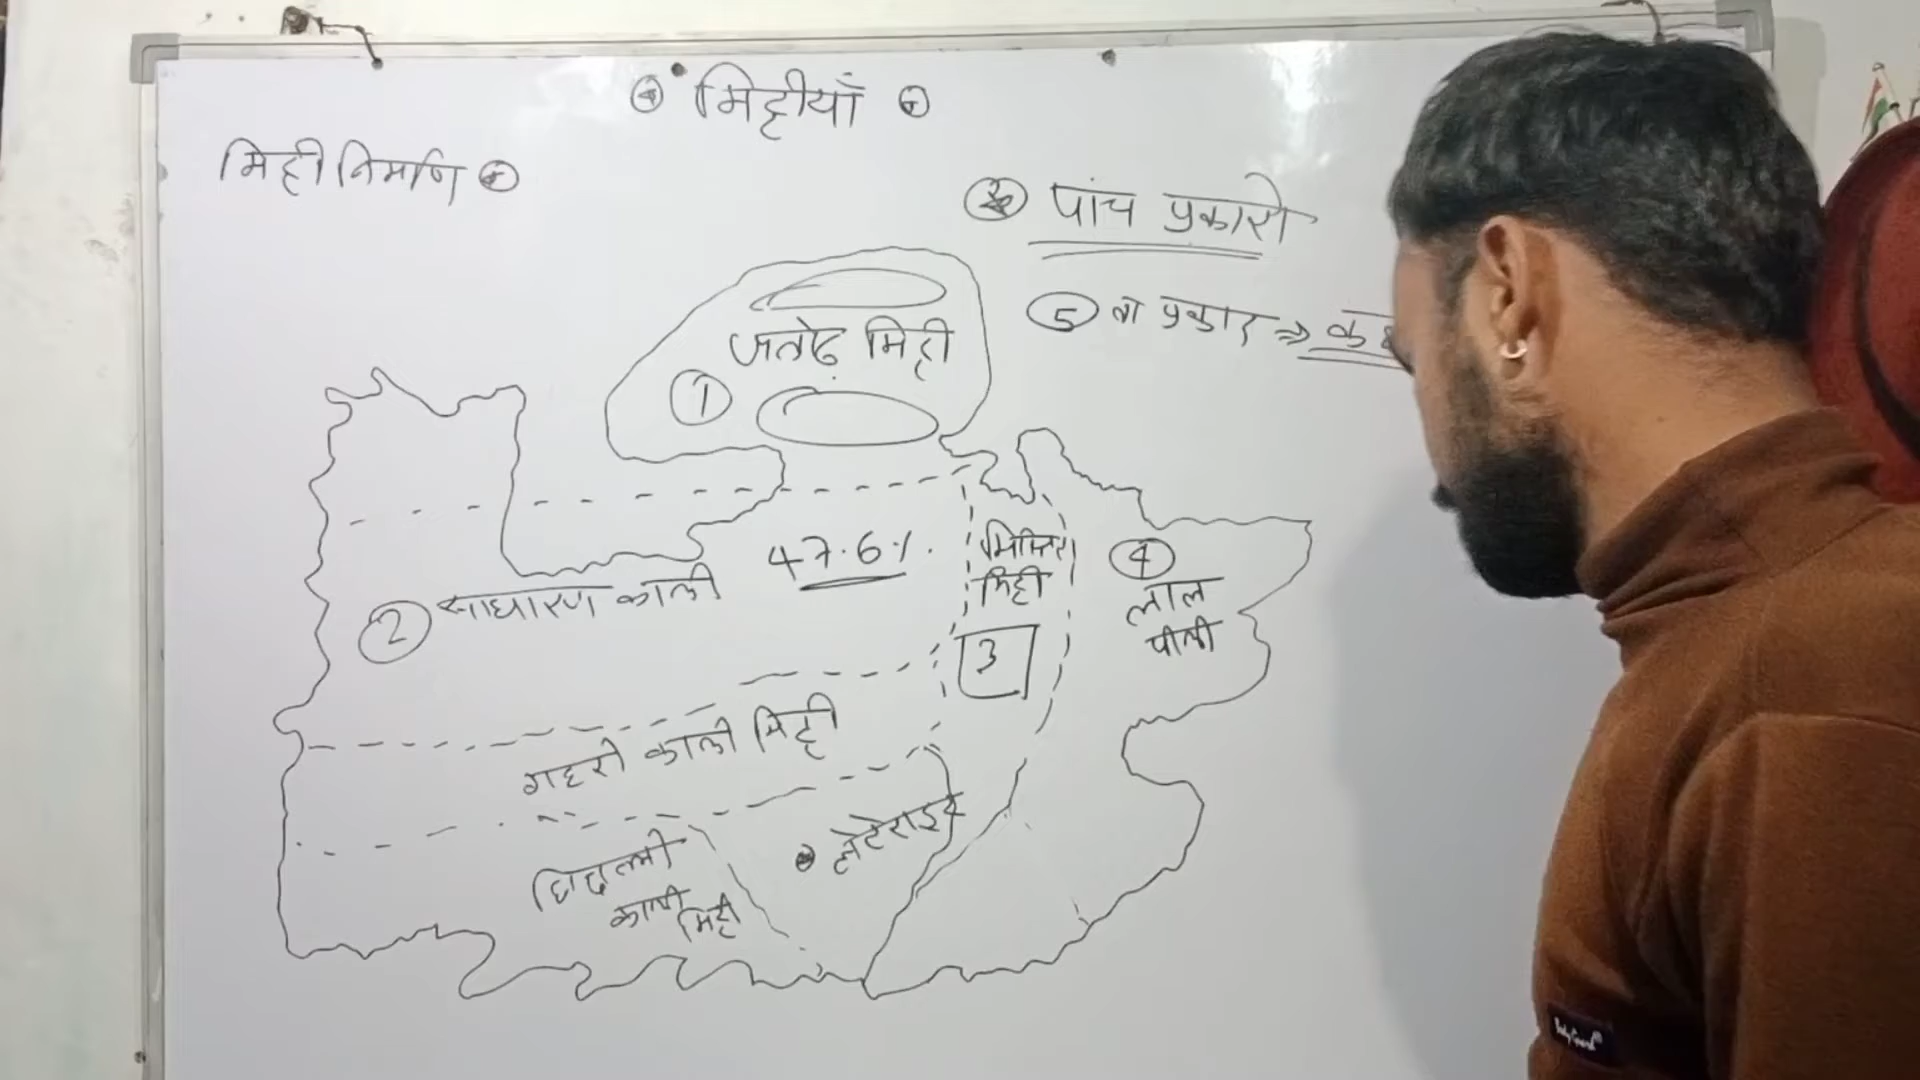 मिट्टीयाँ
मिट्टी निर्माण
पांच प्रकारो
5 वा प्रकार ⇒
जलोढ़ मिट्टी
1
47.6%.
2 साधारण काली
मिश्रित
मिट्टी
3
4
लाल
पीली
गहरी काली मिट्टी
लेटेराइट
छिछली
काली
मिट्टी